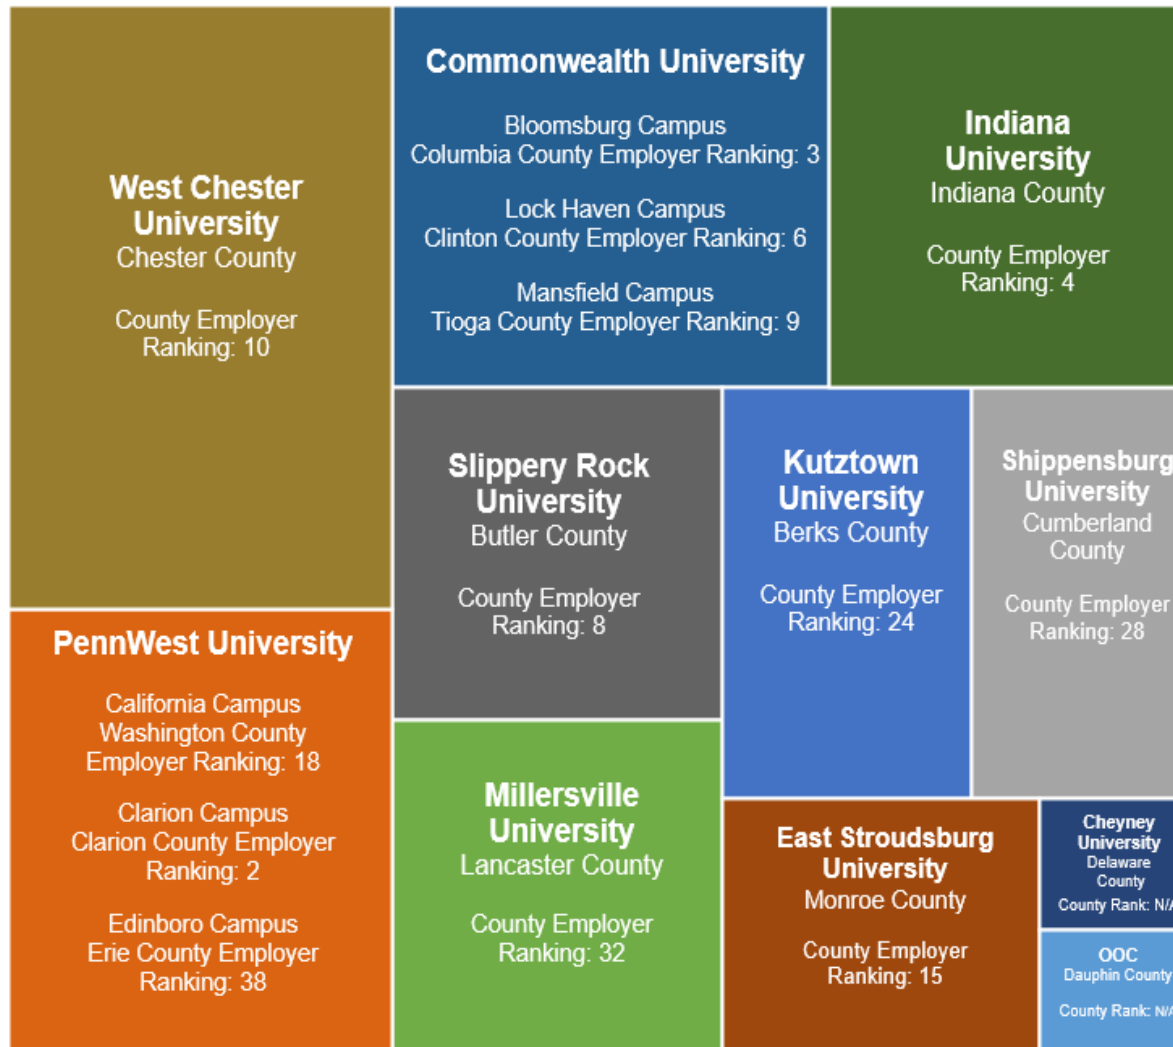 West Chester
University
Chester County
County Employer
Ranking: 10
Commonwealth University
Bloomsburg Campus
Columbia County Employer Ranking: 3
Lock Haven Campus
Clinton County Employer Ranking: 6
Mansfield Campus
Tioga County Employer Ranking: 9
Indiana
University
Indiana County
County Employer
Ranking: 4
Slippery Rock
University
Butler County
County Employer
Ranking: 8
Kutztown
University
Berks County
County Employer
Ranking: 24
Shippensburg
University
Cumberland
County
County Employer
Ranking: 28
PennWest University
California Campus
Washington County
Employer Ranking: 18
Clarion Campus
Clarion County Employer
Ranking: 2
Edinboro Campus
Erie County Employer
Ranking: 38
Millersville
University
Lancaster County
County Employer
Ranking: 32
East Stroudsburg
University
Monroe County
County Employer
Ranking: 15
Cheyney
University
Delaware
County
County Rank: N/A
OOC
Dauphin County
County Rank: N/A